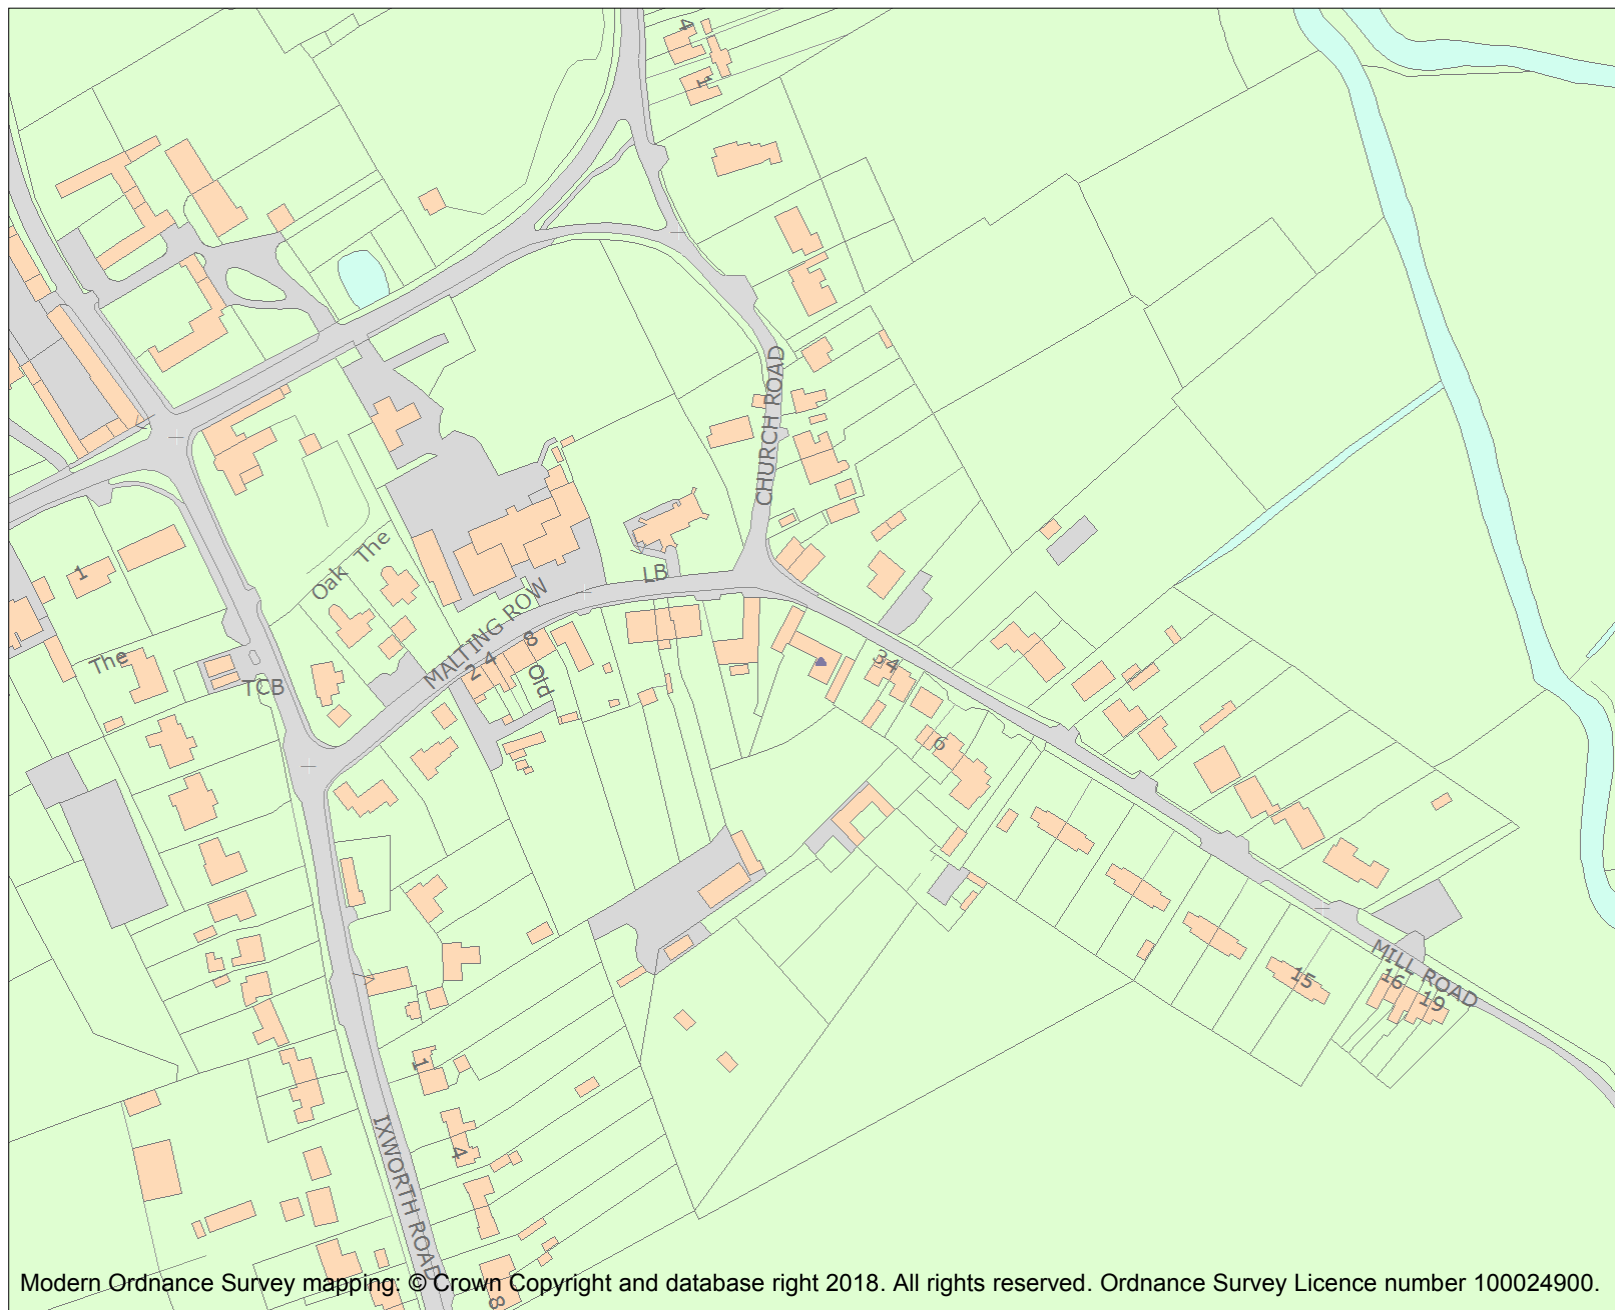 4
1
CHURCH ROAD
1
Oak The
LB
MALTING ROW
8
2 4
Old
The
TCB
34
6
MILL ROAD
15
16
19
1
4
IXWORTH ROAD
8
Modern Ordnance Survey mapping: © Crown Copyright and database right 2018. All rights reserved. Ordnance Survey Licence number 100024900.